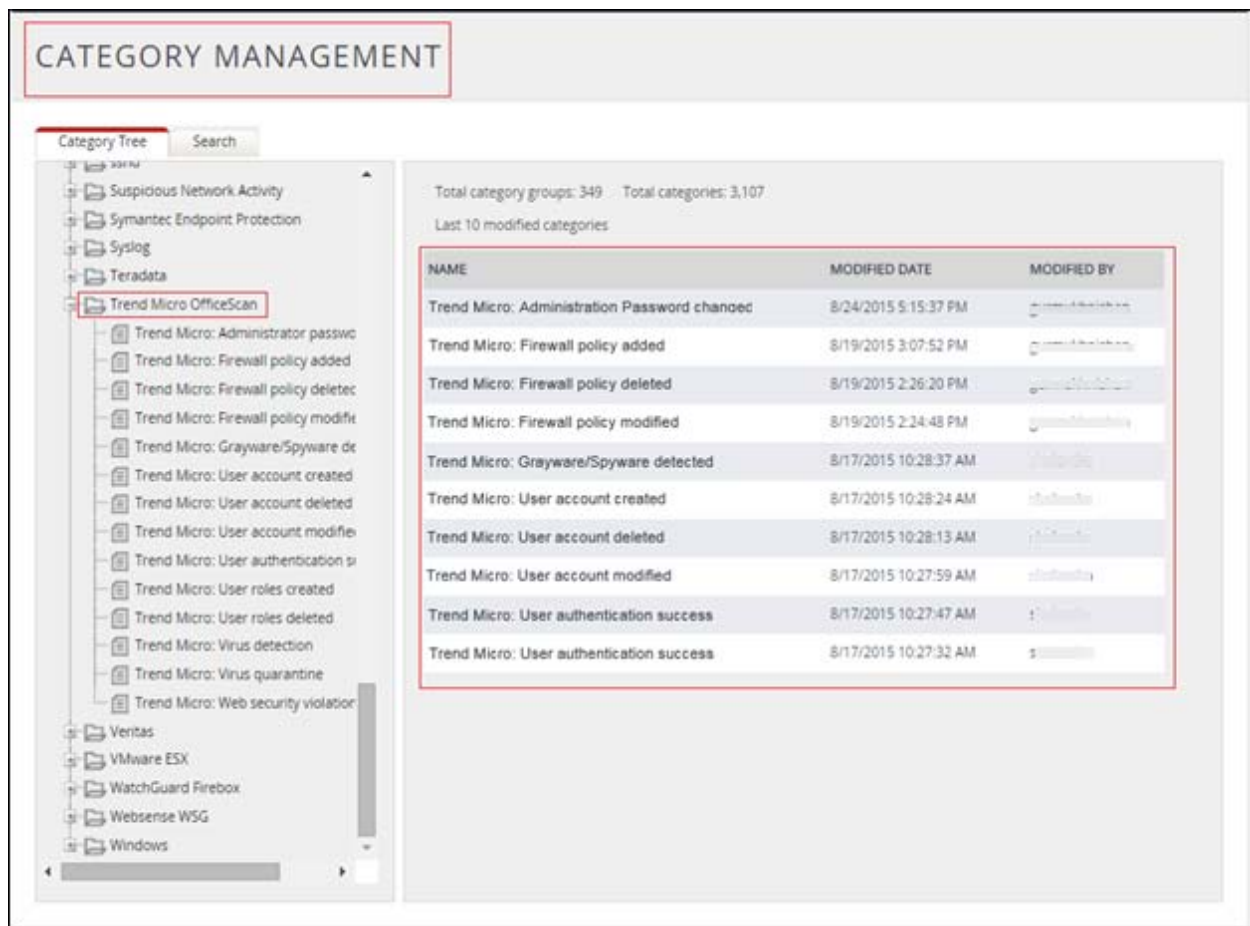 CATEGORY MANAGEMENT
Category Tree
Search
Suspicious Network Activity
Symantec Endpoint Protection
Syslog
Teradata
Trend Micro OfficeScan
Trend Micro: Administrator passwo
Trend Micro: Firewall policy added
Trend Micro: Firewall policy deletec
Trend Micro: Firewall policy modifie
Trend Micro: Grayware/Spyware de
Trend Micro: User account created
Trend Micro: User account deleted
Trend Micro: User account modifie
Trend Micro: User authentication s
Trend Micro: User roles created
Trend Micro: User roles deleted
Trend Micro: Virus detection
Trend Micro: Virus quarantine
Trend Micro: Web security violation
Veritas
VMware ESX
WatchGuard Firebox
Websense WSG
Windows
Total category groups: 349 Total categories: 3,107
Last 10 modified categories
NAME MODIFIED DATE MODIFIED BY
Trend Micro: Administration Password changed 8/24/2015 5:15:37 PM
Trend Micro: Firewall policy added 8/19/2015 3:07:52 PM
Trend Micro: Firewall policy deleted 8/19/2015 2:26:20 PM
Trend Micro: Firewall policy modified 8/19/2015 2:24:48 PM
Trend Micro: Grayware/Spyware detected 8/17/2015 10:28:37 AM
Trend Micro: User account created 8/17/2015 10:28:24 AM
Trend Micro: User account deleted 8/17/2015 10:28:13 AM
Trend Micro: User account modified 8/17/2015 10:27:59 AM
Trend Micro: User authentication success 8/17/2015 10:27:47 AM
Trend Micro: User authentication success 8/17/2015 10:27:32 AM